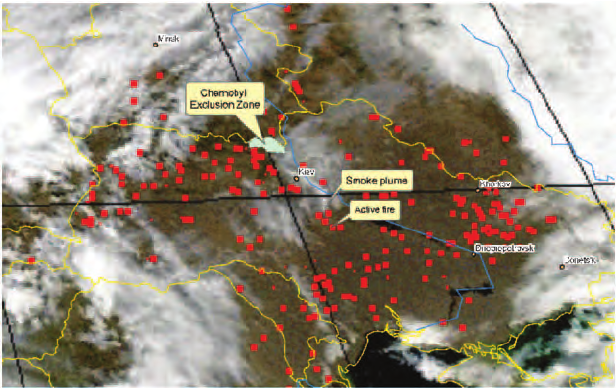 Minsk
Chernobyl
Exclusion Zone
Kiev
Smoke plume
Kharkov
Active fire
Dnepropetrovsk
Donetsk